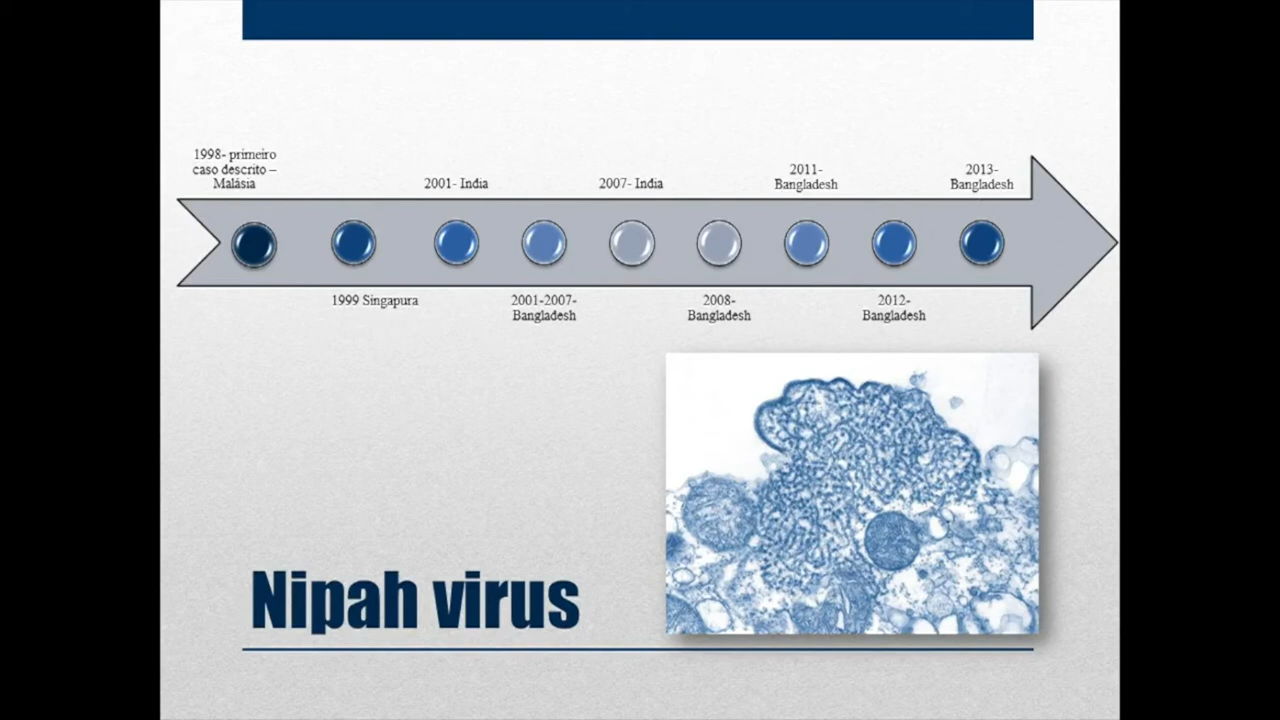 1998- primeiro
caso descrito –
Malásia
1999 Singapura
2001- India
2001-2007-
Bangladesh
2007- India
2008-
Bangladesh
2011-
Bangladesh
2012-
Bangladesh
2013-
Bangladesh
Nipah virus